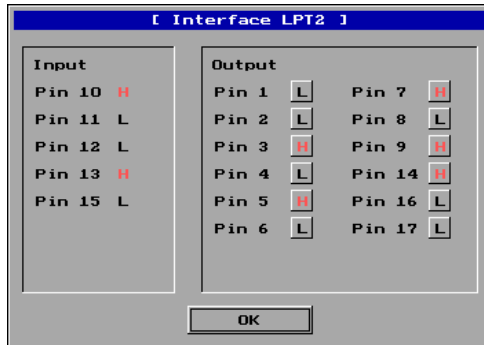 [ Interface LPT2 ]
Input
Pin 10 H
Pin 11 L
Pin 12 L
Pin 13 H
Pin 15 L
Output
Pin 1 L Pin 7 H
Pin 2 L Pin 8 L
Pin 3 H Pin 9 H
Pin 4 L Pin 14 H
Pin 5 H Pin 16 L
Pin 6 L Pin 17 L
OK